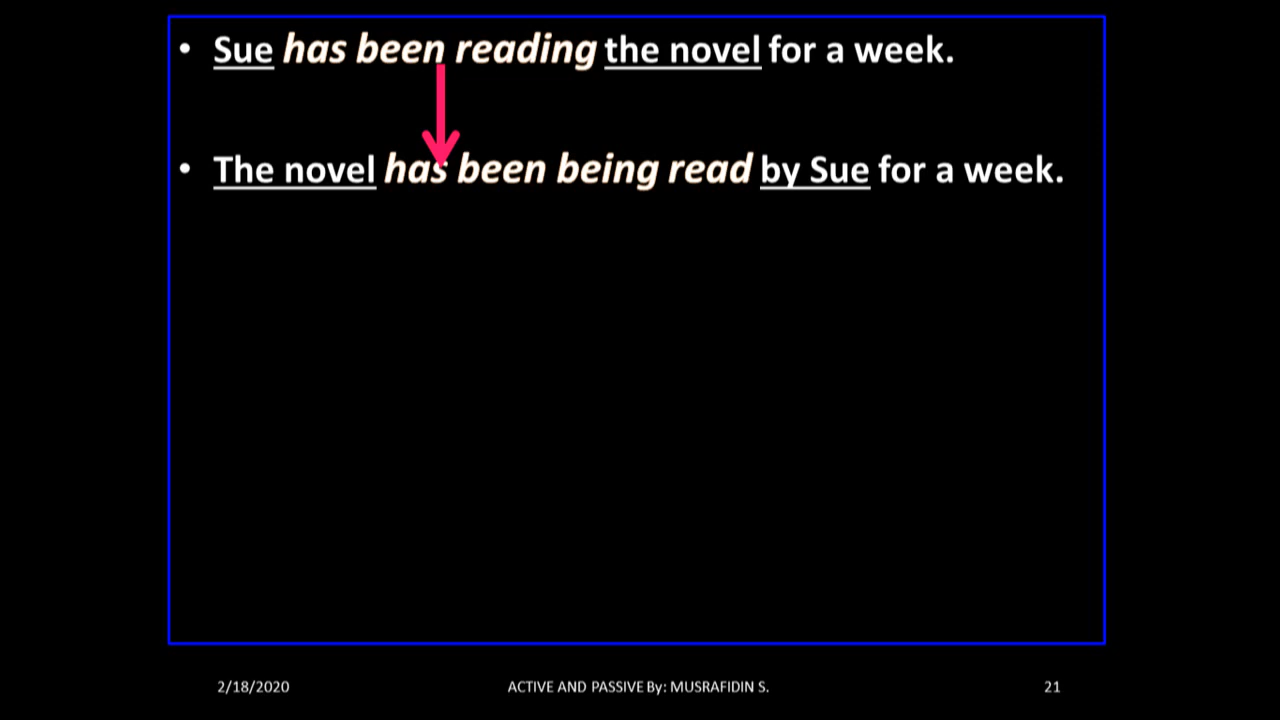 • Sue has been reading the novel for a week.
• The novel has been being read by Sue for a week.
2/18/2020
ACTIVE AND PASSIVE By: MUSRAFIDIN S.
21